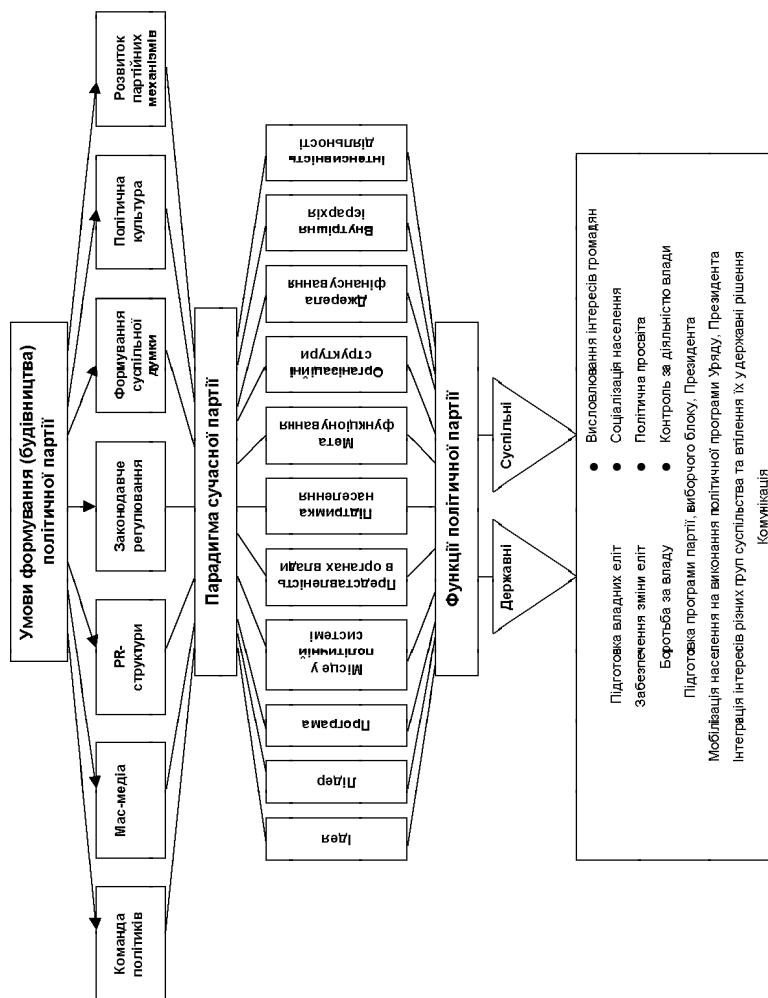 Умови формування (будівництва)
політичної партії
Команда
політиків
Мас-медіа
PR-
структури
Законодавче
регулювання
Формування
суспільної
думки
Політична
культура
Розвиток
партійних
механізмів
Парадигма сучасної партії
Ідея
Лідер
Програма
Місце у
політичній
системі
Представленість
в органах влади
Підтримка
населення
Мета
функціонування
Організаційні
структури
Джерела
фінансування
Внутрішня
ієрархія
Інтенсивність
діяльності
Функції політичної партії
Державні
Суспільні
Підготовка владних еліт
Забезпечення зміни еліт
Боротьба за владу
● Висловлювання інтересів громадян
● Соціалізація населення
● Політична просвіта
● Контроль за діяльністю влади
Підготовка програми партії, виборчого блоку, Президента
Мобілізація населення на виконання політичної програми Уряду, Президента
Інтеграція інтересів різних груп суспільства та втілення їх у державні рішення
Комунікація